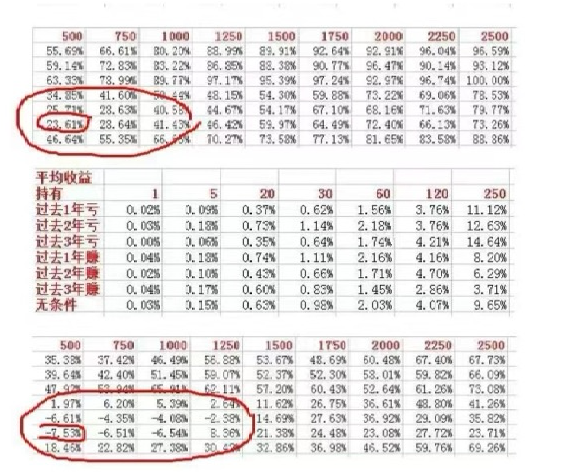 500 750 1000 1250 1500 1750 2000 2250 2500
55.69% 66.61% 80.20% 88.99% 89.91% 92.64% 92.91% 96.04% 96.59%
59.14% 72.83% 83.22% 86.85% 88.38% 90.77% 96.47% 90.14% 93.12%
63.33% 78.99% 89.77% 97.17% 95.39% 97.24% 92.97% 96.74% 100.00%
34.85% 41.60% 48.15% 54.30% 59.88% 73.22% 69.06% 78.53%
28.63% 44.67% 54.17% 67.10% 68.16% 71.63% 79.77%
23.61% 28.64% 41.43% 46.42% 59.97% 64.49% 72.40% 66.13% 73.26%
46.64% 55.35% 70.27% 73.58% 77.13% 81.65% 83.58% 88.86%
平均收益
持有 1 5 20 30 60 120 250
过去1年亏 0.02% 0.09% 0.37% 0.62% 1.56% 3.76% 11.12%
过去2年亏 0.03% 0.18% 0.73% 1.14% 2.18% 3.76% 12.63%
过去3年亏 0.00% 0.06% 0.35% 0.64% 1.74% 4.21% 14.64%
过去1年赚 0.04% 0.18% 0.74% 1.11% 2.16% 4.16% 8.20%
过去2年赚 0.02% 0.10% 0.43% 0.66% 1.71% 4.70% 6.29%
过去3年赚 0.04% 0.17% 0.60% 0.83% 1.45% 2.86% 3.71%
无条件 0.03% 0.15% 0.63% 0.98% 2.03% 4.07% 9.65%
500 750 1000 1250 1500 1750 2000 2250 2500
35.38% 37.42% 46.49% 56.88% 53.67% 48.69% 60.48% 67.40% 67.73%
39.64% 42.40% 51.45% 59.07% 52.37% 52.30% 58.01% 59.82% 66.09%
62.11% 57.20% 60.43% 52.64% 61.26% 73.08%
1.97% 6.20% 5.39% 2.64% 11.62% 26.75% 36.61% 48.80% 41.26%
-6.61% -4.35% -4.08% -2.38% 14.69% 27.63% 36.92% 29.09% 35.82%
-7.53% -6.51% -6.54% 8.36% 21.38% 24.48% 23.08% 27.72% 23.71%
18.46% 22.82% 27.38% 32.86% 36.98% 46.52% 59.76% 69.26%